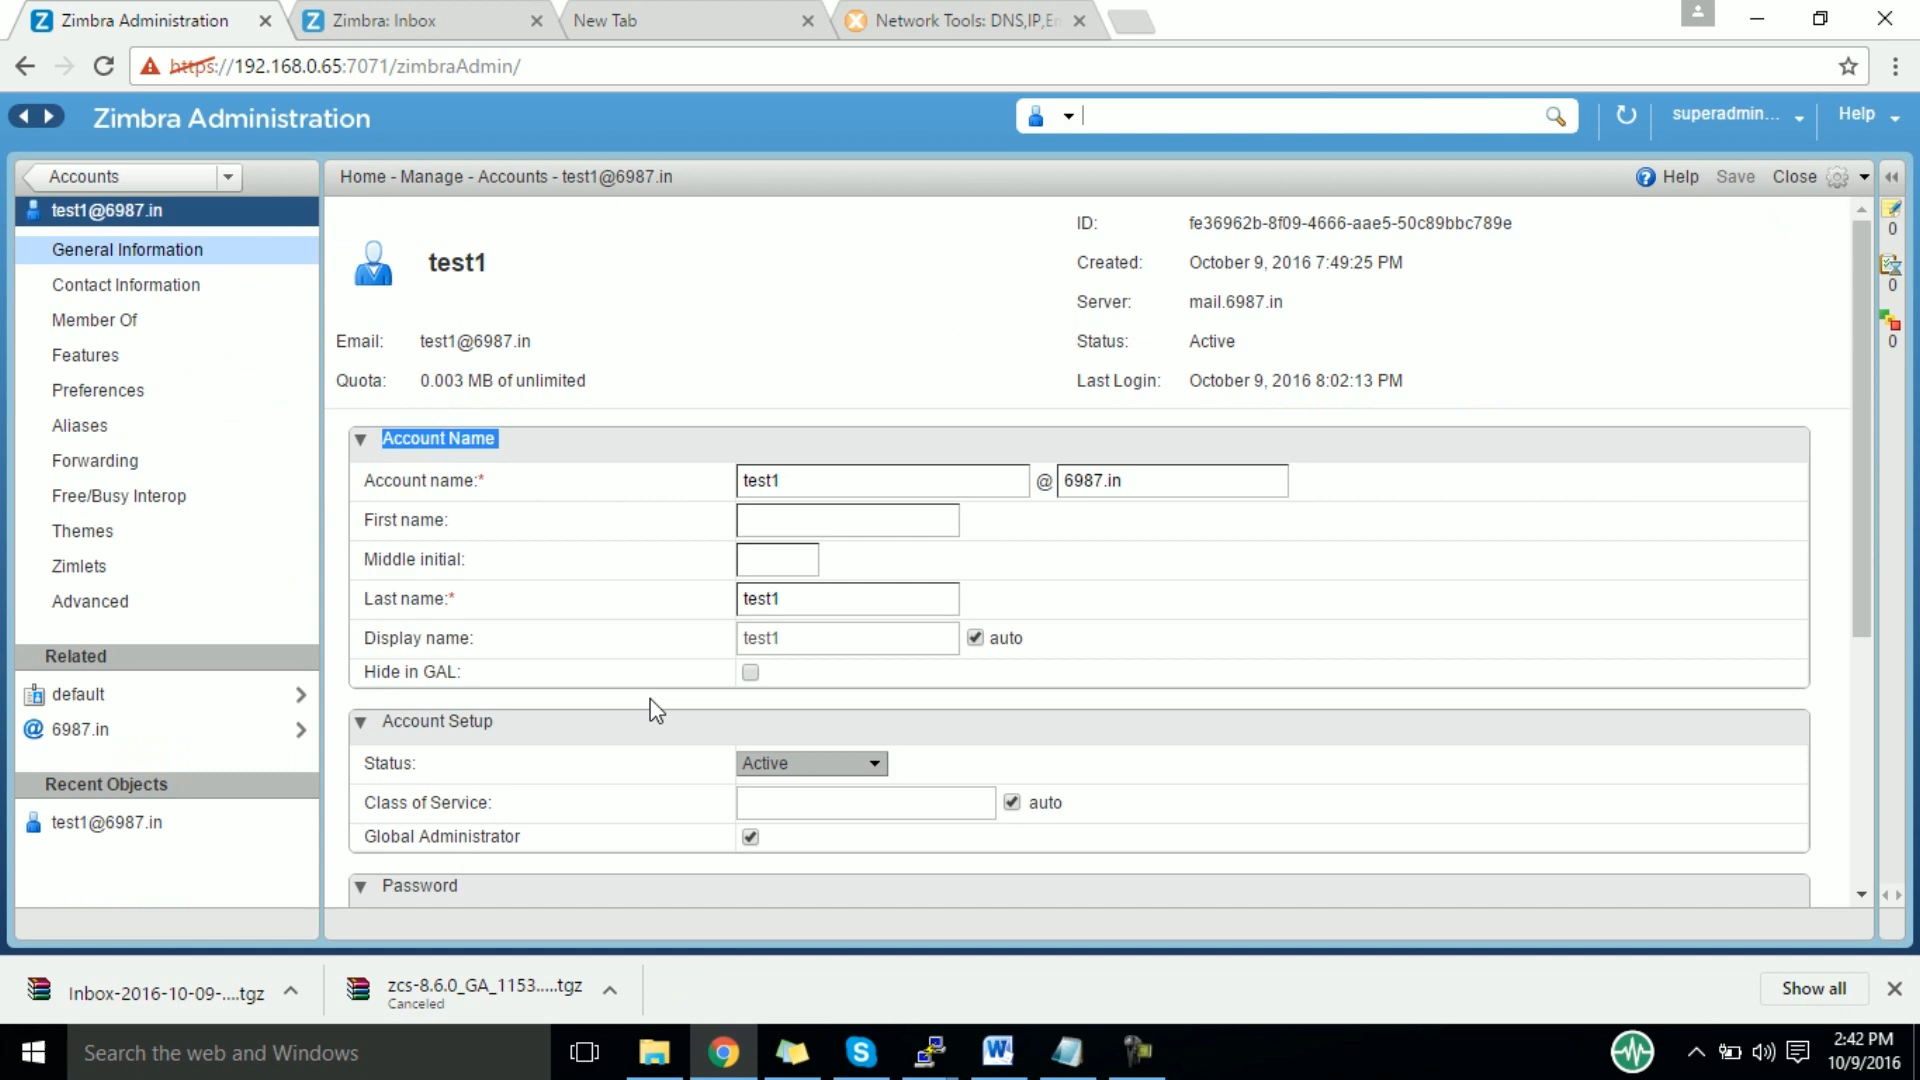 Zimbra Administration
Zimbra: Inbox
New Tab
Network Tools: DNS,IP,Em
https://192.168.0.65:7071/zimbraAdmin/
Zimbra Administration
superadmin...
Help
Accounts
Home - Manage - Accounts - test1@6987.in
Help
Save
Close
test1@6987.in
General Information
Contact Information
Member Of
Features
Preferences
Aliases
Forwarding
Free/Busy Interop
Themes
Zimlets
Advanced
Related
default
6987.in
Recent Objects
test1@6987.in
test1
ID: fe36962b-8f09-4666-aae5-50c89bbc789e
Created: October 9, 2016 7:49:25 PM
Server: mail.6987.in
Email: test1@6987.in
Status: Active
Quota: 0.003 MB of unlimited
Last Login: October 9, 2016 8:02:13 PM
0
0
0
Account Name
Account name:* test1 @ 6987.in
First name:
Middle initial:
Last name:* test1
Display name: test1 auto
Hide in GAL:
Account Setup
Status: Active
Class of Service: auto
Global Administrator
Password
Inbox-2016-10-09-....tgz
zcs-8.6.0_GA_1153.....tgz
Canceled
Show all
Search the web and Windows
2:42 PM
10/9/2016